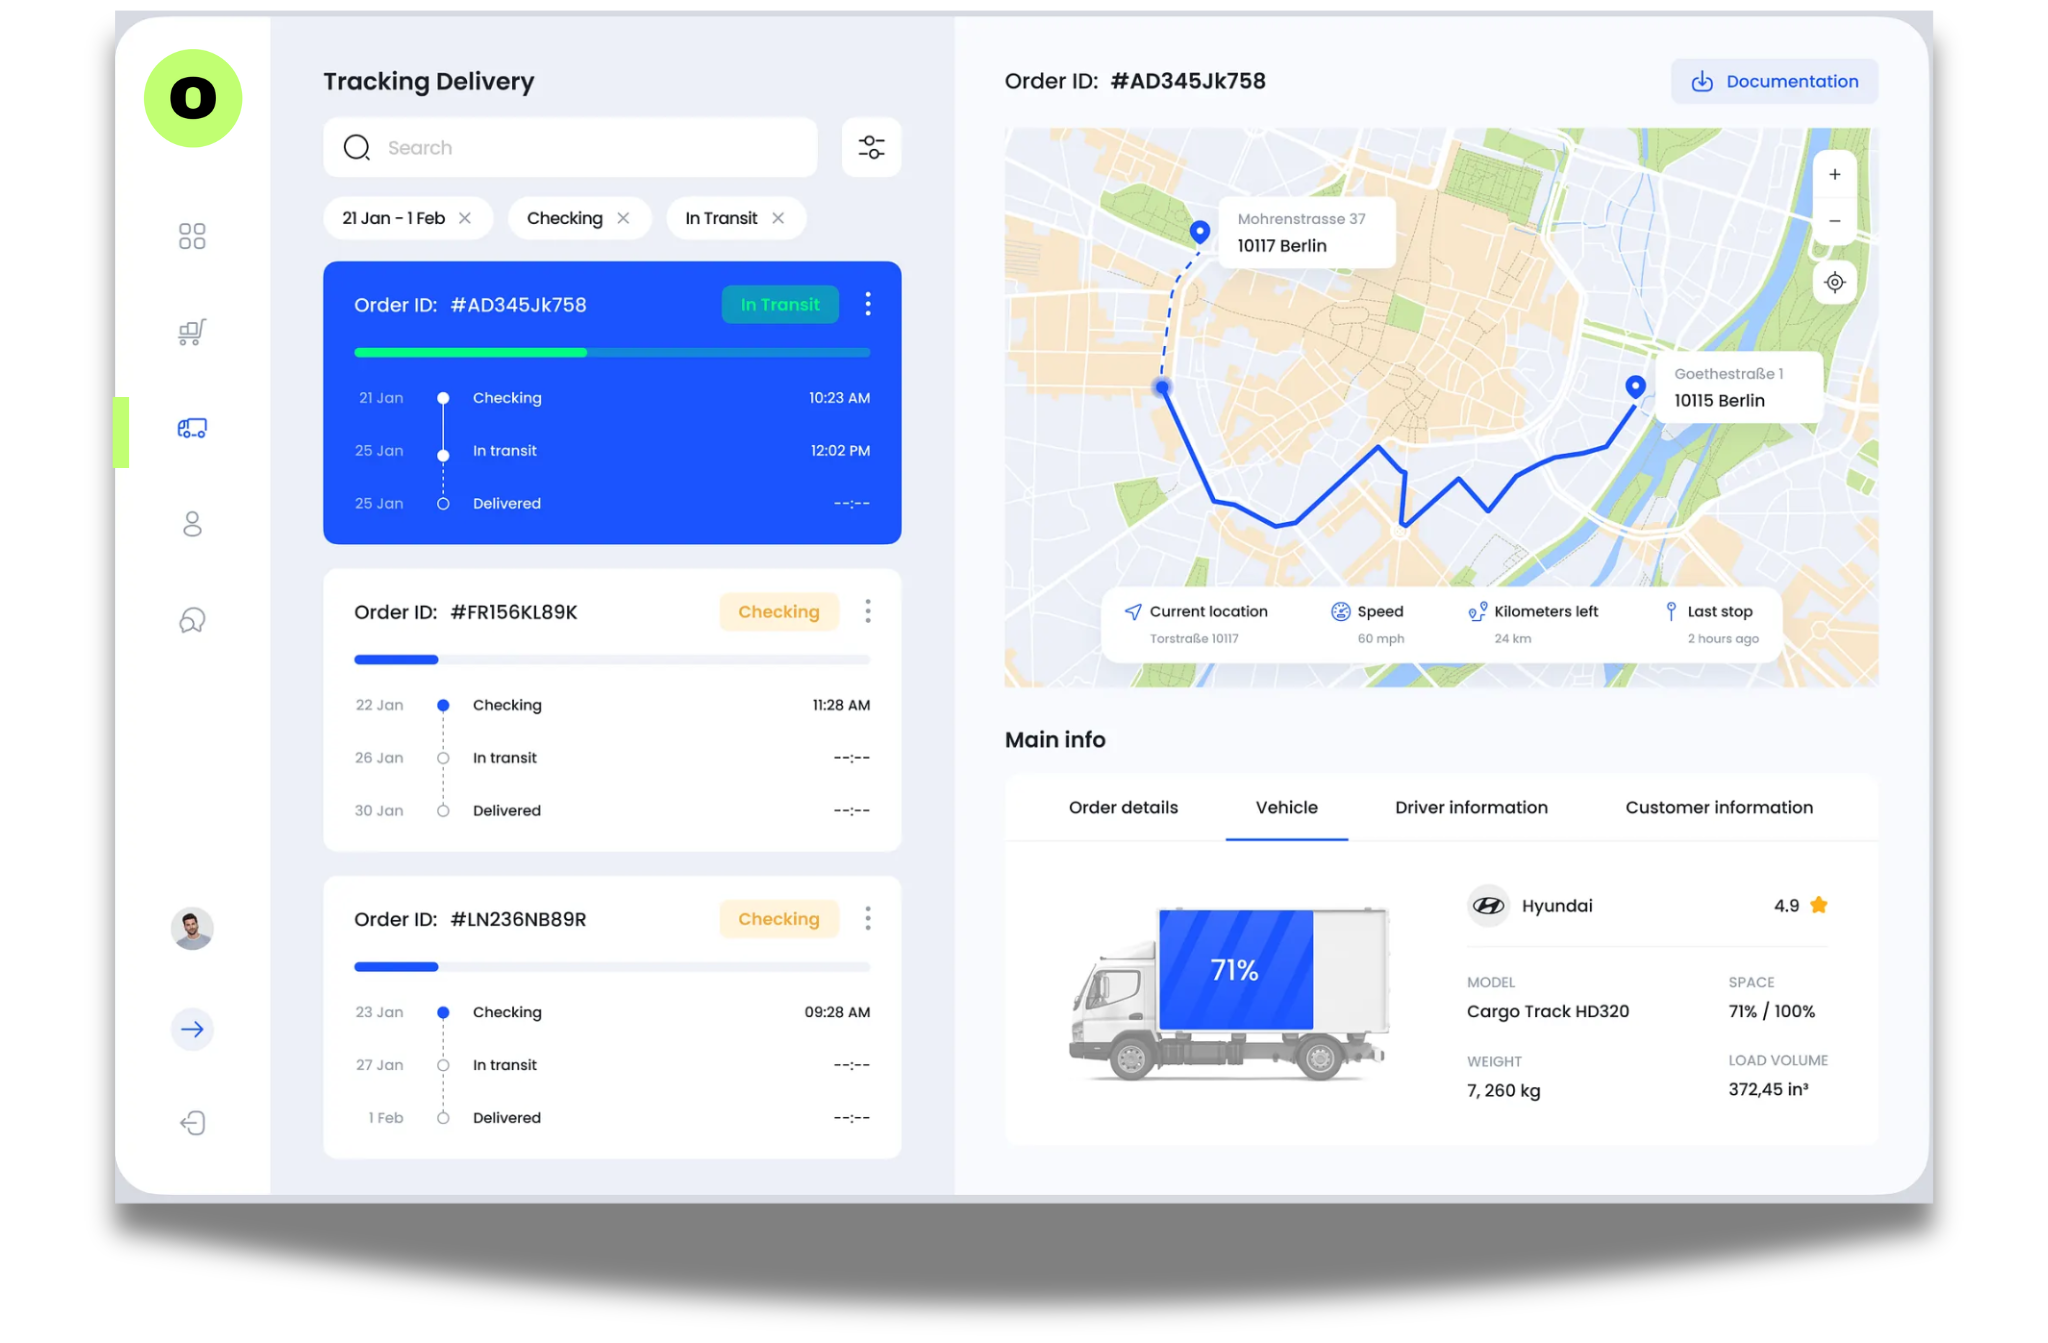 O
Tracking Delivery
Search
21 Jan - 1 Feb
Checking
In Transit
Order ID: #AD345Jk758
In Transit
21 Jan Checking 10:23 AM
25 Jan In transit 12:02 PM
25 Jan Delivered --:--
Order ID: #FR156KL89K
Checking
22 Jan Checking 11:28 AM
26 Jan In transit --:--
30 Jan Delivered --:--
Order ID: #LN236NB89R
Checking
23 Jan Checking 09:28 AM
27 Jan In transit --:--
1 Feb Delivered --:--
Order ID: #AD345Jk758
Documentation
Mohrenstrasse 37
10117 Berlin
+
-
Goethestraße 1
10115 Berlin
Current location
Torstraße 10117
Speed
60 mph
Kilometers left
24 km
Last stop
2 hours ago
Main info
Order details Vehicle Driver information Customer information
71%
Hyundai 4.9
MODEL
Cargo Track HD320
SPACE
71% / 100%
WEIGHT
7, 260 kg
LOAD VOLUME
372,45 in³